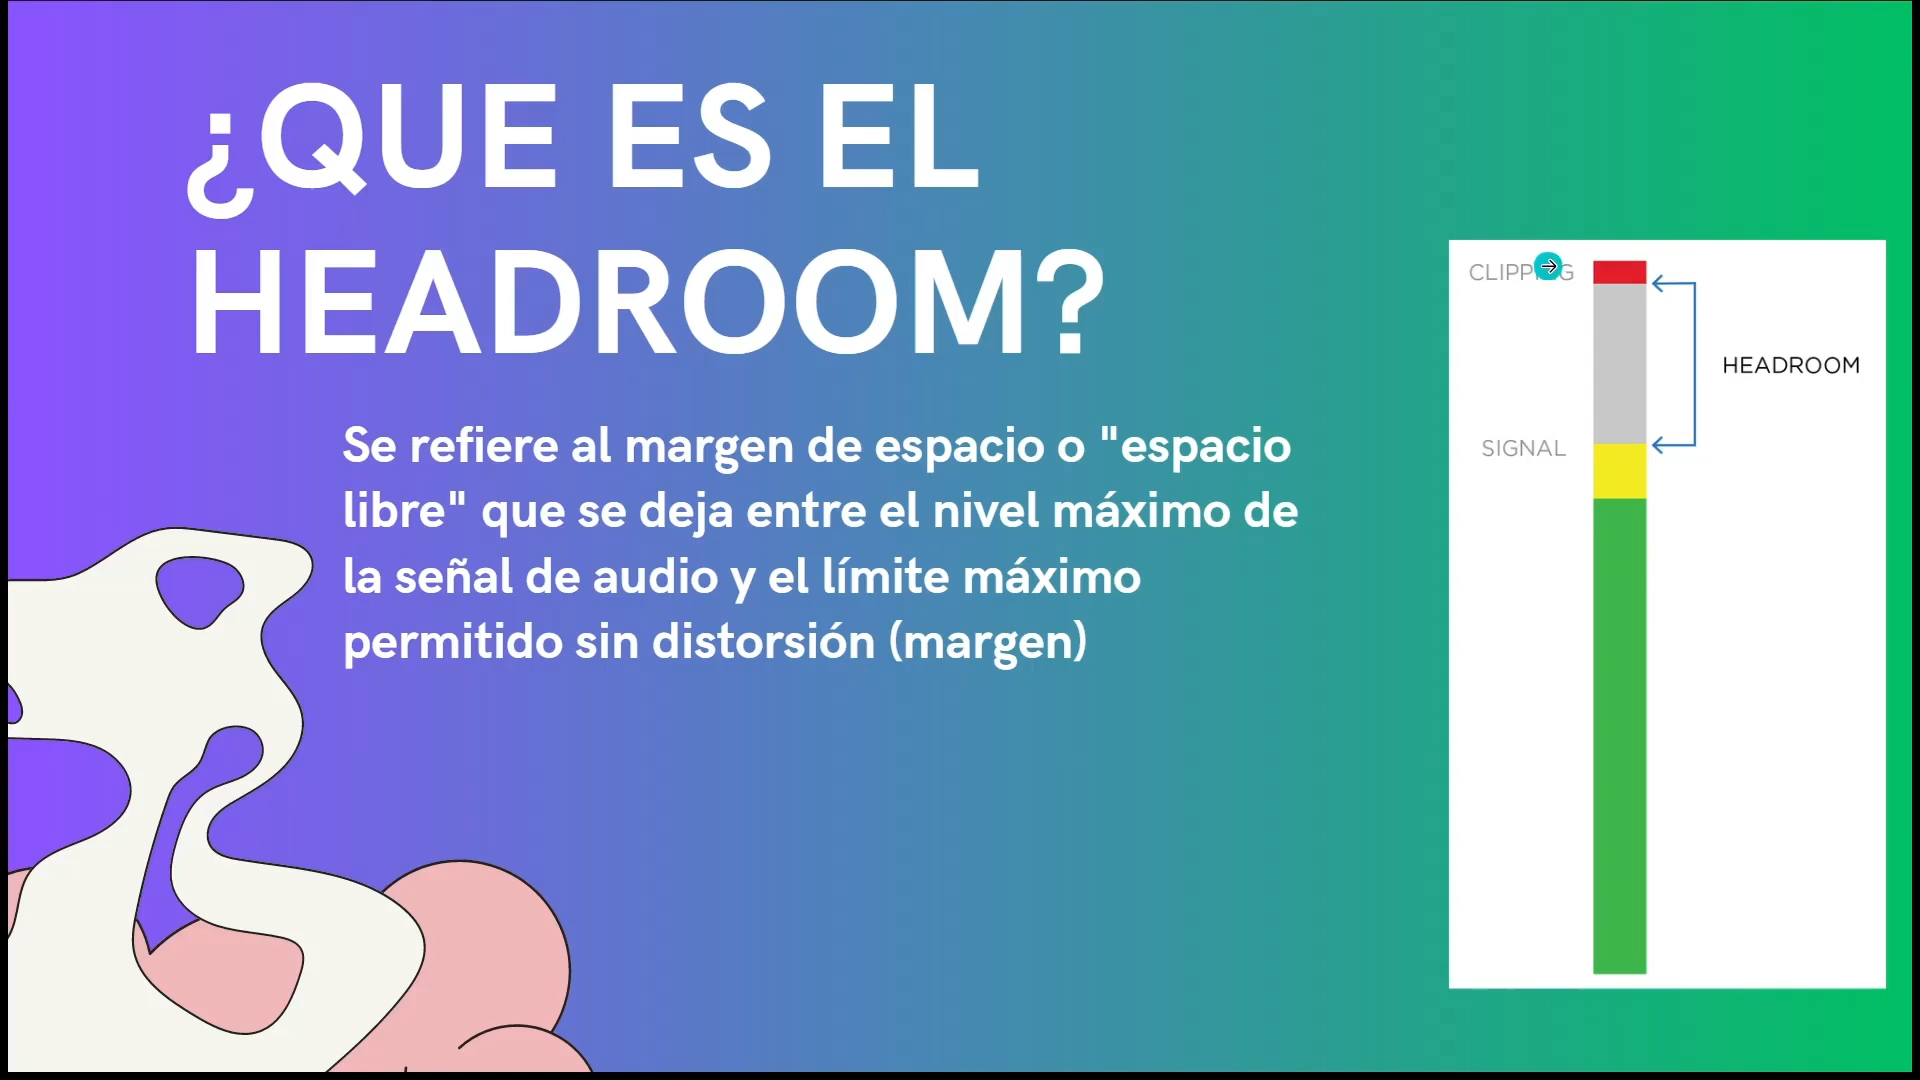 ¿QUE ES EL
HEADROOM?
Se refiere al margen de espacio o "espacio
libre" que se deja entre el nivel máximo de
la señal de audio y el límite máximo
permitido sin distorsión (margen)
CLIPPING
HEADROOM
SIGNAL